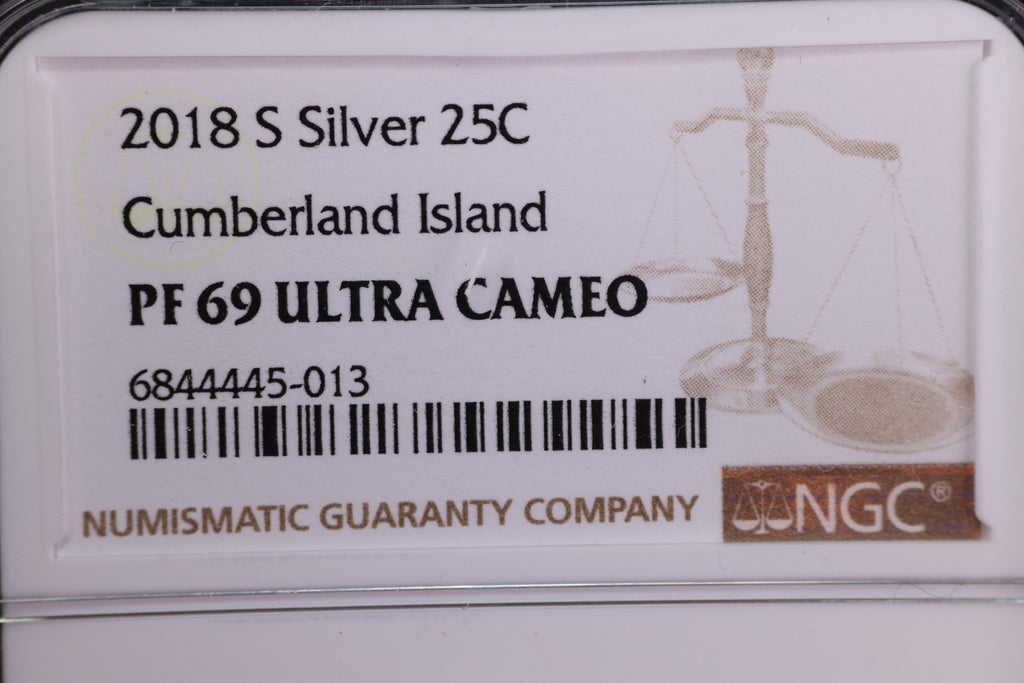 2018 S Silver 25C
Cumberland Island
PF 69 ULTRA CAMEO
6844445-013
NUMISMATIC GUARANTY COMPANY
NGC®